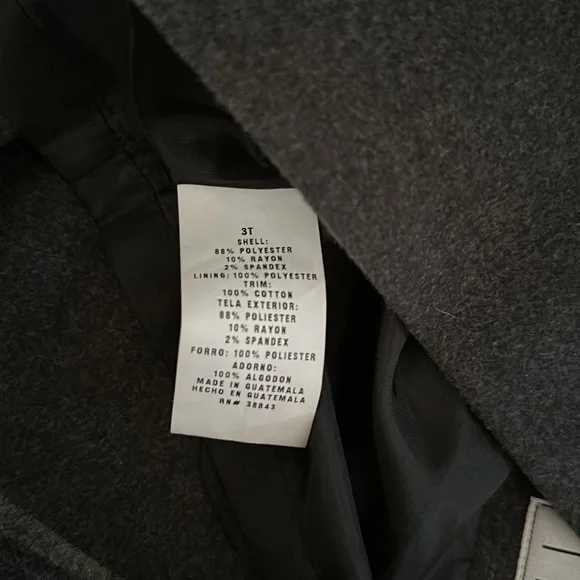 3T
SHELL:
88% POLYESTER
10% RAYON
2% SPANDEX
LINING: 100% POLYESTER
TRIM:
100% COTTON
TELA EXTERIOR:
88% POLIESTER
10% RAYON
2% SPANDEX
FORRO: 100% POLIESTER
ADORNO:
100% ALGODON
MADE IN GUATEMALA
HECHO EN GUATEMALA
RN# 38843